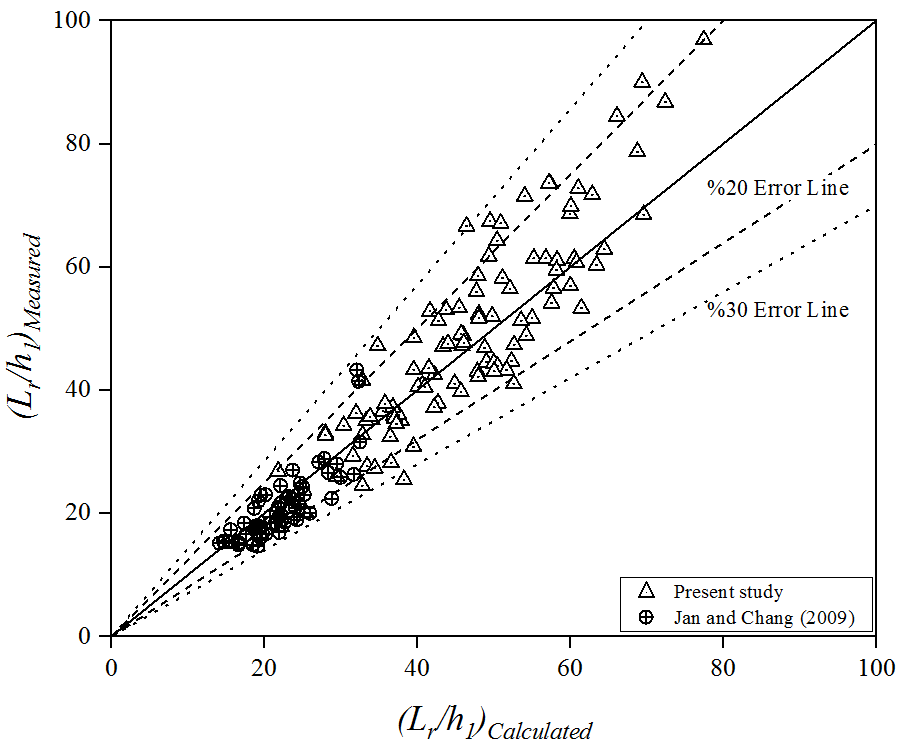 100
80
60
40
20
0
(Lr/h1)Measured
%20 Error Line
%30 Error Line
Present study
Jan and Chang (2009)
0 20 40 60 80 100
(Lr/h1)Calculated